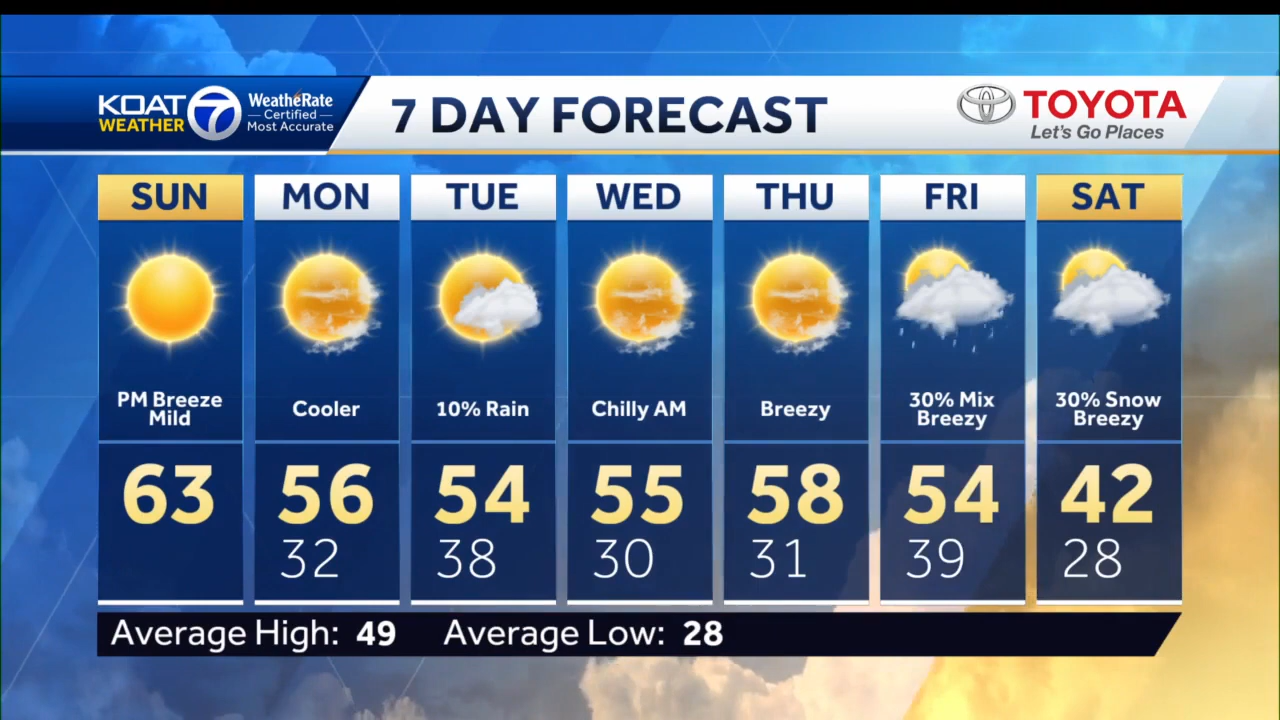 KOAT
WEATHER
7
WeatheRate
Certified
Most Accurate
7 DAY FORECAST
TOYOTA
Let's Go Places
SUN MON TUE WED THU FRI SAT
PM Breeze
Mild
Cooler
10% Rain
Chilly AM
Breezy
30% Mix
Breezy
30% Snow
Breezy
63 56 54 55 58 54 42
32 38 30 31 39 28
Average High: 49 Average Low: 28